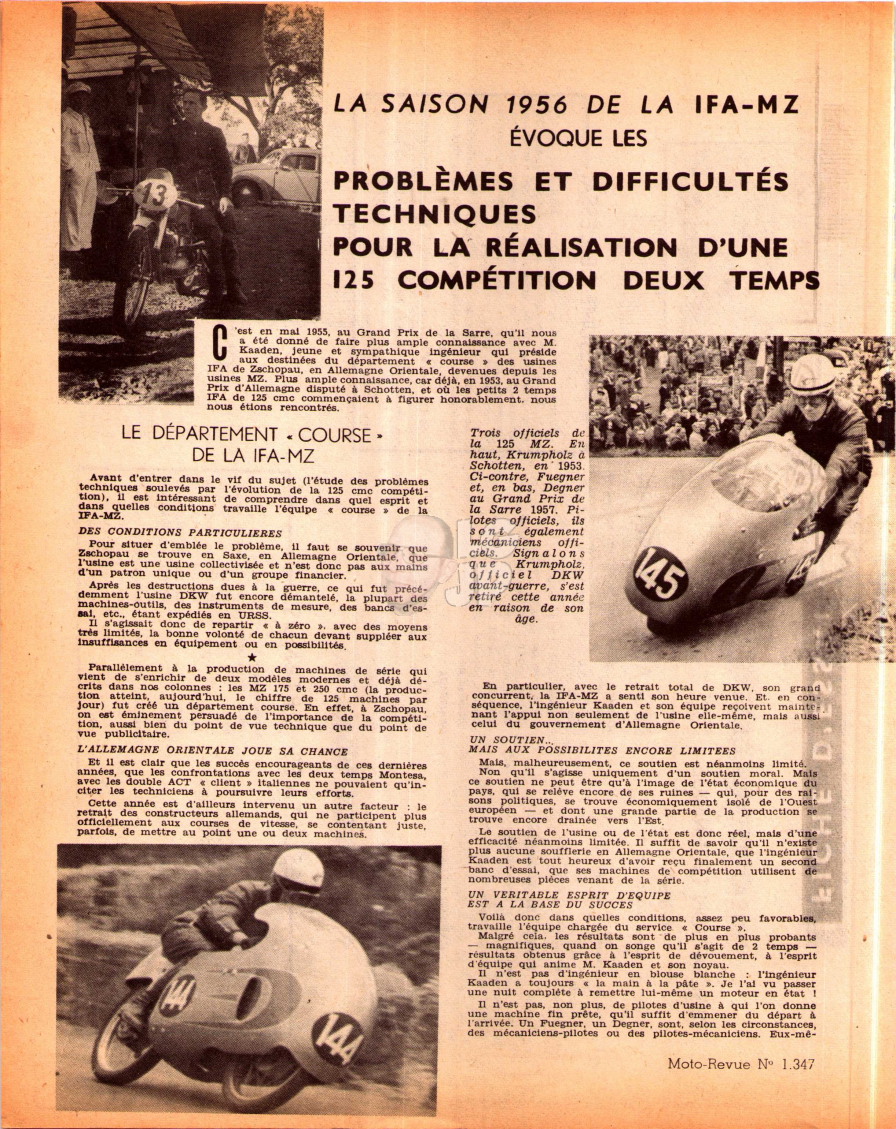 LA SAISON 1956 DE LA IFA-MZ
ÉVOQUE LES
PROBLÈMES ET DIFFICULTÉS
TECHNIQUES
POUR LA RÉALISATION D'UNE
125 COMPÉTITION DEUX TEMPS
13
C'est en mai 1955, au Grand Prix de la Sarre, qu'il nous
a été donné de faire plus ample connaissance avec M.
Kaaden, jeune et sympathique ingénieur qui préside
aux destinées du département « course » des usines
IFA de Zschopau, en Allemagne Orientale, devenues depuis les
usines MZ. Plus ample connaissance, car déjà, en 1953, au Grand
Prix d'Allemagne disputé à Schotten, et où les petits 2 temps
IFA de 125 cmc commençaient à figurer honorablement. nous
nous étions rencontrés.
LE DÉPARTEMENT « COURSE »
DE LA IFA-MZ
Avant d'entrer dans le vif du sujet (l'étude des problèmes
techniques soulevés par l'évolution de la 125 cmc compéti-
tion), il est intéressant de comprendre dans quel esprit et
dans quelles conditions travaille l'équipe « course » de la
IFA-MZ.
DES CONDITIONS PARTICULIERES
Pour situer d'emblée le problème, il faut se souvenir que
Zschopau se trouve en Saxe, en Allemagne Orientale, que
l'usine est une usine collectivisée et n'est donc pas aux mains
d'un patron unique ou d'un groupe financier.
Après les destructions dues à la guerre, ce qui fut précé-
demment l'usine DKW fut encore démantelé, la plupart des
machines-outils, des instruments de mesure, des bancs d'es-
sai, etc., étant expédiés en URSS.
Il s'agissait donc de repartir « à zéro », avec des moyens
très limités, la bonne volonté de chacun devant suppléer aux
insuffisances en équipement ou en possibilités.
★
Parallèlement à la production de machines de série qui
vient de s'enrichir de deux modèles modernes et déjà dé-
crits dans nos colonnes : les MZ 175 et 250 cmc (la produc-
tion atteint, aujourd'hui, le chiffre de 125 machines par
jour) fut créé un département course. En effet, à Zschopau,
on est éminement persuadé de l'importance de la compéti-
tion, aussi bien du point de vue technique que du point de
vue publicitaire.
L'ALLEMAGNE ORIENTALE JOUE SA CHANCE
Et il est clair que les succès encourageants de ces dernières
années, que les confrontations avec les deux temps Montesa,
avec les double ACT « client » italiennes ne pouvaient qu'in-
citer les techniciens à poursuivre leurs efforts.
Cette année est d'ailleurs intervenu un autre facteur : le
retrait des constructeurs allemands, qui ne participent plus
officiellement aux courses de vitesse, se contentant juste,
parfois, de mettre au point une ou deux machines.
144
144
Trois officiels de
la 125 MZ. En
haut, Krumpholz à
Schotten, en 1953.
Ci-contre, Fuegner
et, en bas, Degner
au Grand Prix de
la Sarre 1957. Pi-
lotes officiels, ils
sont également
mécaniciens offi-
ciels. Signalons
que Krumpholz,
officiel DKW
avant-guerre, s'est
retiré cette année
en raison de son
âge.
145
En particulier, avec le retrait total de DKW, son grand
concurrent, la IFA-MZ a senti son heure venue. Et, en con-
séquence, l'ingénieur Kaaden et son équipe reçoivent mainte-
nant l'appui non seulement de l'usine elle-même, mais aussi
celui du gouvernement d'Allemagne Orientale.
UN SOUTIEN...
MAIS AUX POSSIBILITES ENCORE LIMITEES
Mais, malheureusement, ce soutien est néanmoins limité.
Non qu'il s'agisse uniquement d'un soutien moral. Mais
ce soutien ne peut être qu'à l'image de l'état économique du
pays, qui se relève encore de ses ruines — qui, pour des rai-
sons politiques, se trouve économiquement isolé de l'Ouest
européen — et dont une grande partie de la production se
trouve encore drainée vers l'Est.
Le soutien de l'usine ou de l'état est donc réel, mais d'une
efficacité néanmoins limitée. Il suffit de savoir qu'il n'existe
plus aucune soufflerie en Allemagne Orientale, que l'ingénieur
Kaaden est tout heureux d'avoir reçu finalement un second
banc d'essai, que ses machines de compétition utilisent de
nombreuses pièces venant de la série.
UN VERITABLE ESPRIT D'EQUIPE
EST A LA BASE DU SUCCES
Voilà donc dans quelles conditions, assez peu favorables,
travaille l'équipe chargée du service « Course ».
Malgré cela, les résultats sont de plus en plus probants
— magnifiques, quand on songe qu'il s'agit de 2 temps —
résultats obtenus grâce à l'esprit de dévouement, à l'esprit
d'équipe qui anime M. Kaaden et son noyau.
Il n'est pas d'ingénieur en blouse blanche : l'ingénieur
Kaaden a toujours « la main à la pâte ». Je l'ai vu passer
une nuit complète à remettre lui-même un moteur en état !
Il n'est pas, non plus, de pilotes d'usine à qui l'on donne
une machine fin prête, qu'il suffit d'emmener du départ à
l'arrivée. Un Fuegner, un Degner, sont, selon les circonstances,
des mécaniciens-pilotes ou des pilotes-mécaniciens. Eux-mê-
Moto-Revue N° 1.347